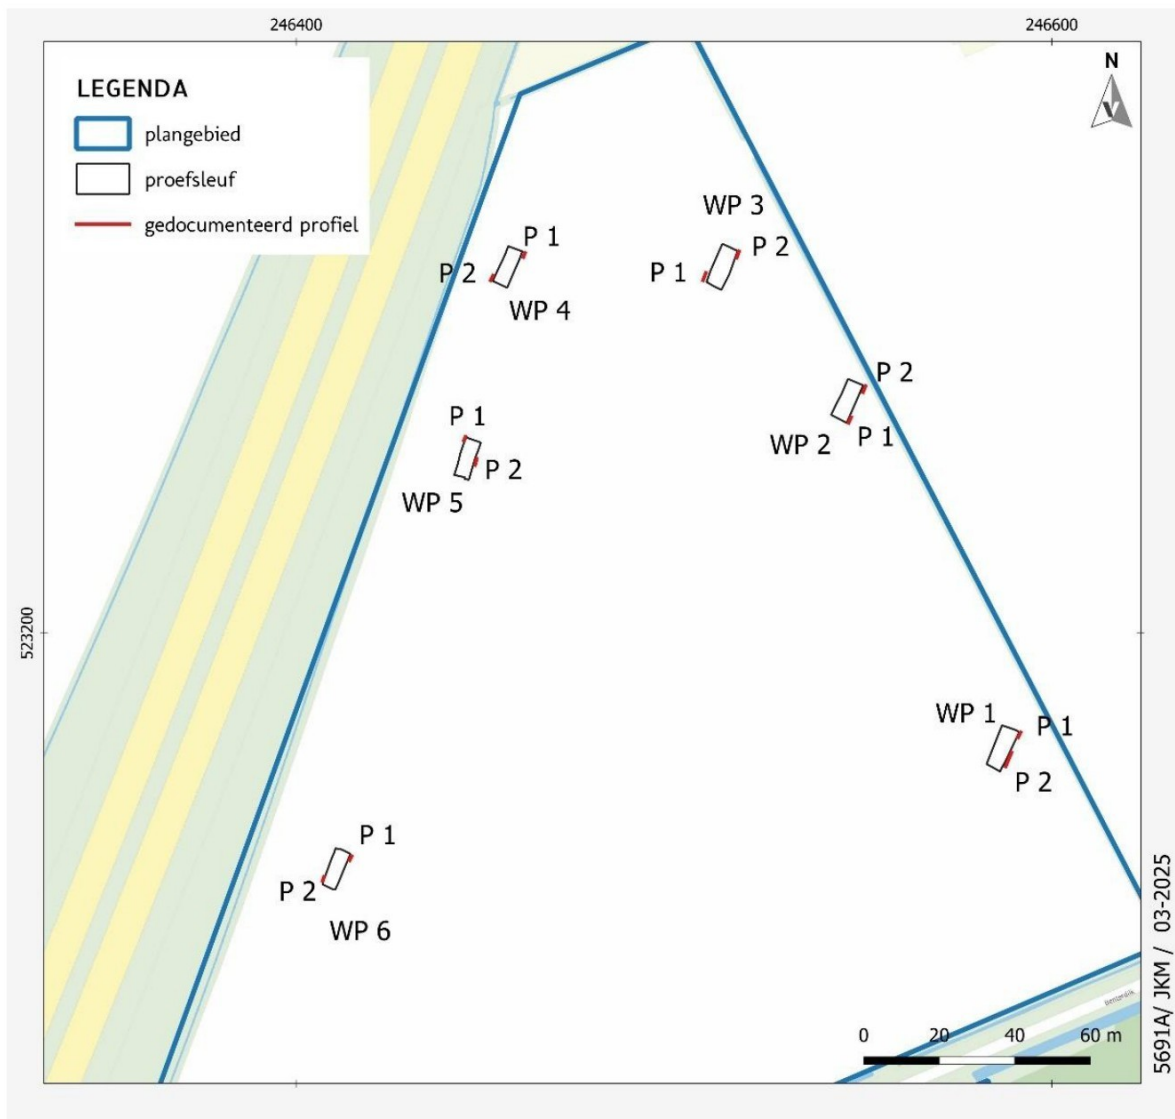 246400
246600
LEGENDA
plangebied
proefsleuf
gedocumenteerd profiel
N
WP 3
P 1
P 2
P 2
P 1
WP 4
P 2
P 1
WP 2
P 1
P 2
WP 5
523200
WP 1
P 1
P 2
P 1
P 2
WP 6
0 20 40 60 m
5691A/ JKM / 03-2025